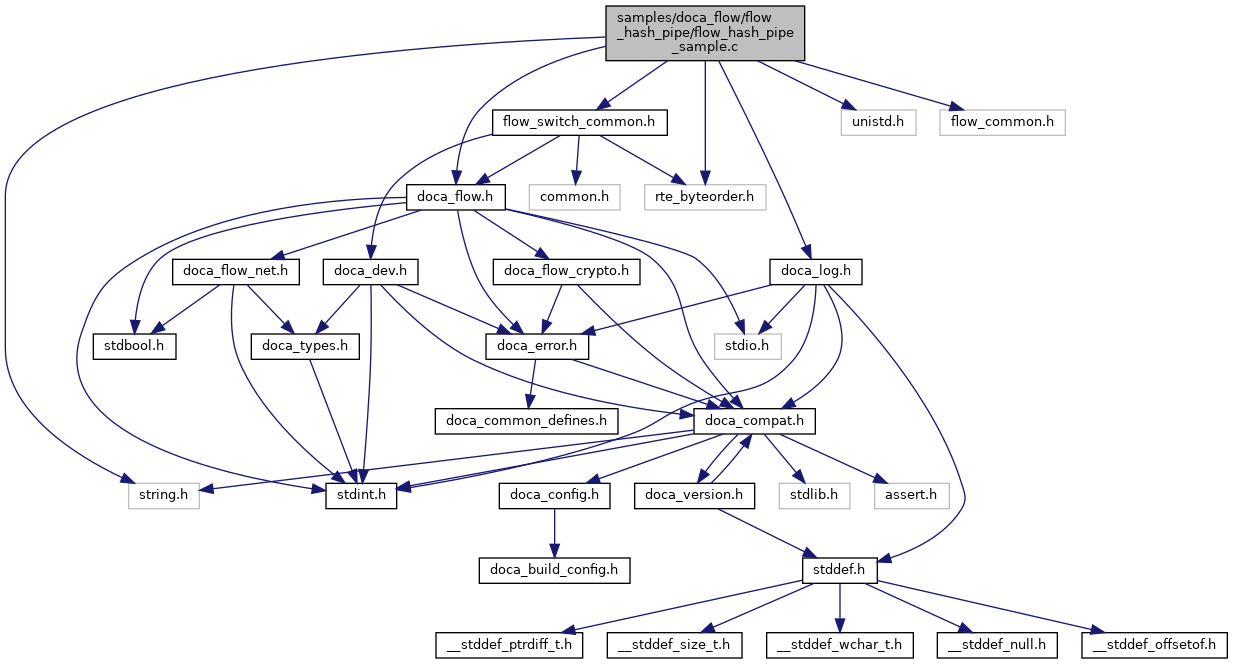 samples/doca_flow/flow
_hash_pipe/flow_hash_pipe
_sample.c
flow_switch_common.h
unistd.h
flow_common.h
doca_flow.h
common.h
rte_byteorder.h
doca_flow_net.h
doca_dev.h
doca_flow_crypto.h
doca_log.h
stdbool.h
doca_types.h
doca_error.h
stdio.h
doca_common_defines.h
doca_compat.h
string.h
stdint.h
doca_config.h
doca_version.h
stdlib.h
assert.h
doca_build_config.h
stddef.h
__stddef_ptrdiff_t.h
__stddef_size_t.h
__stddef_wchar_t.h
__stddef_null.h
__stddef_offsetof.h